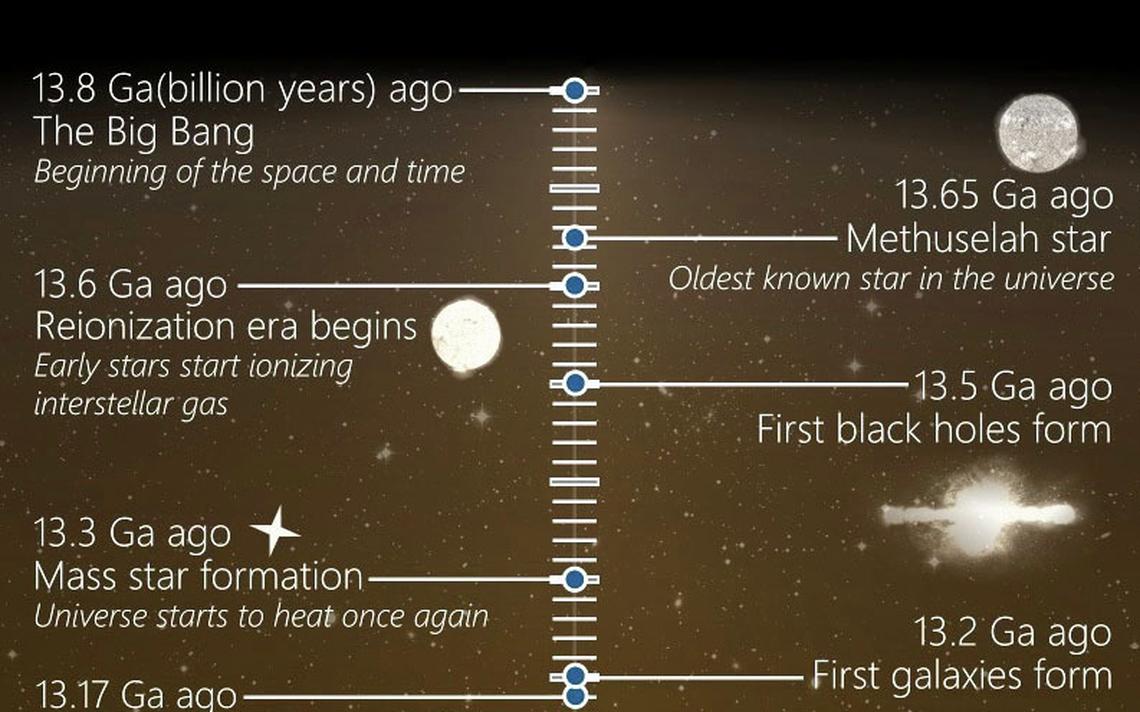 13.8 Ga(billion years) ago
The Big Bang
Beginning of the space and time
13.65 Ga ago
Methuselah star
Oldest known star in the universe
13.6 Ga ago
Reionization era begins
Early stars start ionizing
interstellar gas
13.5 Ga ago
First black holes form
13.3 Ga ago
Mass star formation
Universe starts to heat once again
13.2 Ga ago
First galaxies form
13.17 Ga ago